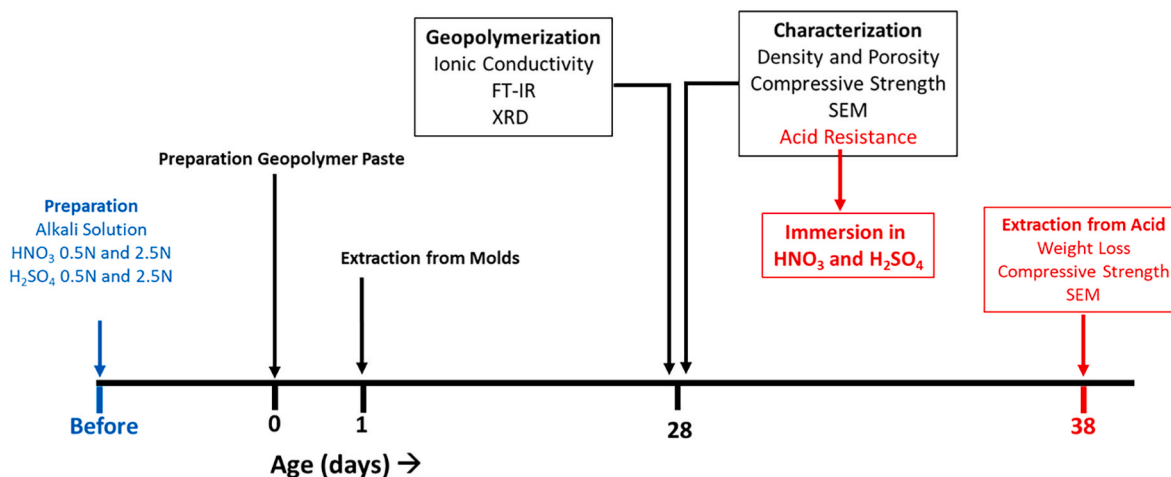 Geopolymerization
Ionic Conductivity
FT-IR
XRD
Characterization
Density and Porosity
Compressive Strength
SEM
Acid Resistance
Preparation Geopolymer Paste
Preparation
Alkali Solution
HNO₃ 0.5N and 2.5N
H₂SO₄ 0.5N and 2.5N
Extraction from Molds
Immersion in
HNO₃ and H₂SO₄
Extraction from Acid
Weight Loss
Compressive Strength
SEM
Before
0
1
28
38
Age (days) →